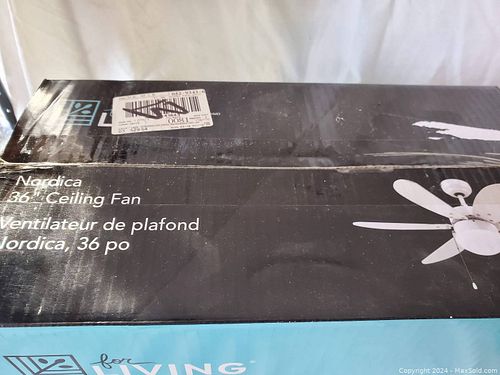 Nordica
36" Ceiling Fan
Ventilateur de plafond
Nordica, 36 po
for
LIVING
Copyright 2024 - MaxSold.com